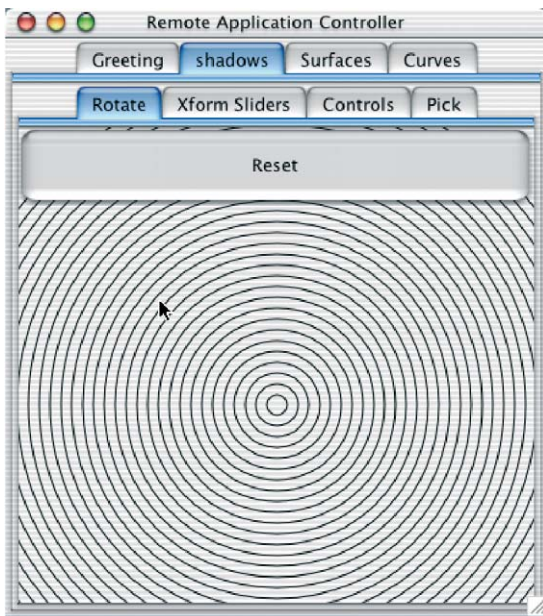 Remote Application Controller
Greeting shadows Surfaces Curves
Rotate Xform Sliders Controls Pick
Reset